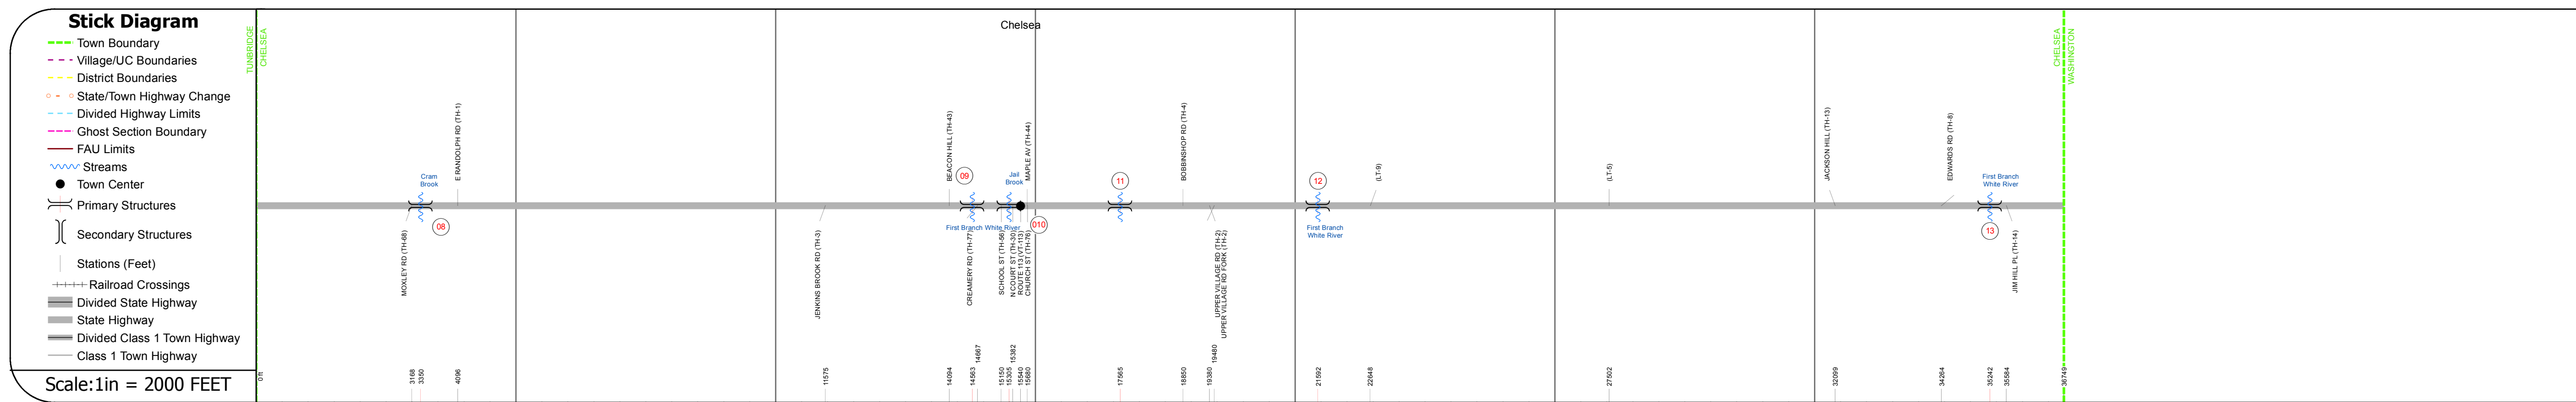 Stick Diagram
Town Boundary
Village/UC Boundaries
District Boundaries
State/Town Highway Change
Divided Highway Limits
Ghost Section Boundary
FAU Limits
Streams
Town Center
Primary Structures
Secondary Structures
Stations (Feet)
Railroad Crossings
Divided State Highway
State Highway
Divided Class 1 Town Highway
Class 1 Town Highway
Scale:1in = 2000 FEET
TUNBRIDGE
CHELSEA
Chelsea
CHELSEA
WASHINGTON
MOXLEY RD (TH-68)
Cram
Brook
08
E RANDOLPH RD (TH-1)
JENKINS BROOK RD (TH-3)
BEACON HILL (TH-43)
09
First Branch White River
CREAMERY RD (TH-77)
SCHOOL ST (TH-56)
Jail
Brook
N COURT ST (TH-30)
ROUTE 113 (VT-113)
CHURCH ST (TH-76)
MAPLE AV (TH-44)
010
11
BOBBINSHOP RD (TH-4)
UPPER VILLAGE RD (TH-2)
UPPER VILLAGE RD FORK (TH-2)
12
First Branch
White River
(LT-9)
(LT-5)
JACKSON HILL (TH-13)
EDWARDS RD (TH-8)
First Branch
White River
13
JIM HILL PL (TH-14)
0 ft
3168
3350
4096
11575
14094
14563
14667
15150
15305
15382
15540
15680
17565
18850
19380
19480
21592
22648
27502
32099
34264
35242
35584
36749